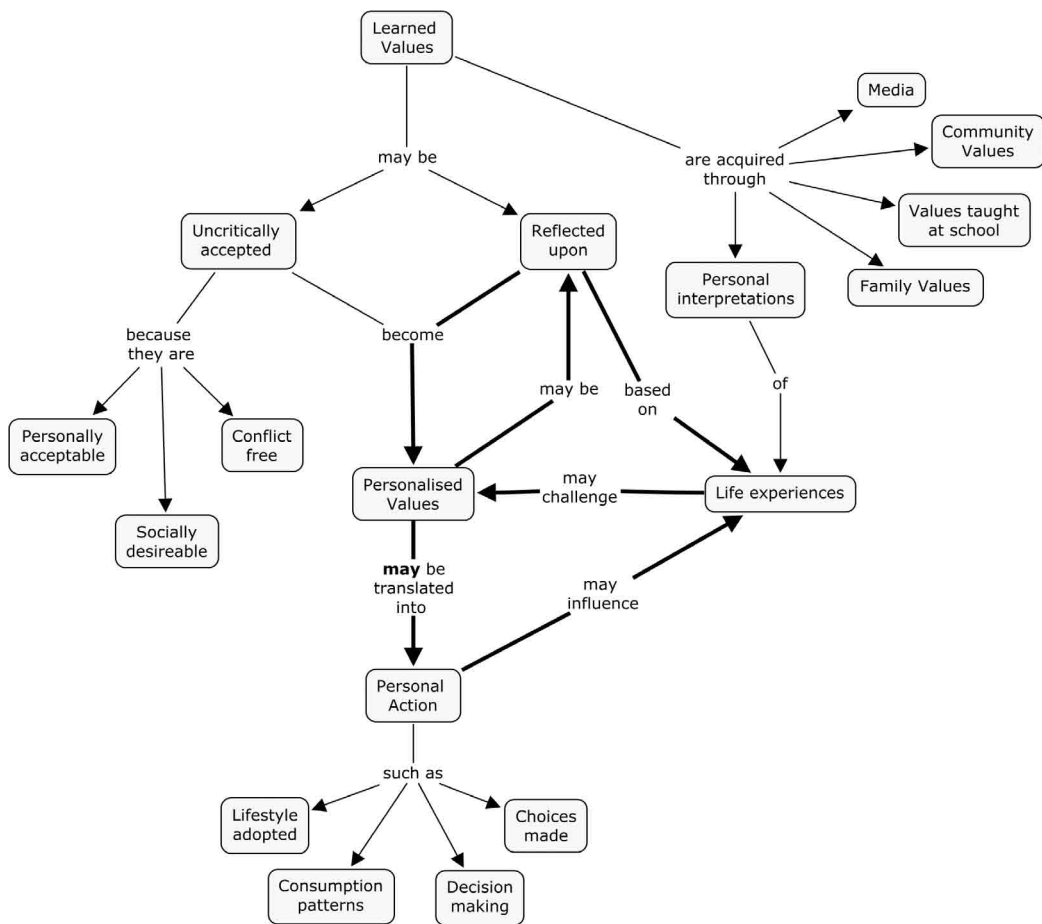 Learned
Values
Media
Community
Values
may be
are acquired
through
Values taught
at school
Uncritically
accepted
Reflected
upon
Personal
interpretations
Family Values
because
they are
become
may be
based
on
of
Personally
acceptable
Conflict
free
Personalised
Values
may
challenge
Life experiences
Socially
desireable
may be
translated
into
may
influence
Personal
Action
such as
Lifestyle
adopted
Choices
made
Consumption
patterns
Decision
making